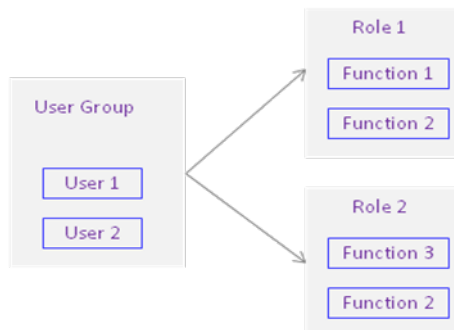 User Group
User 1
User 2
Role 1
Function 1
Function 2
Role 2
Function 3
Function 2